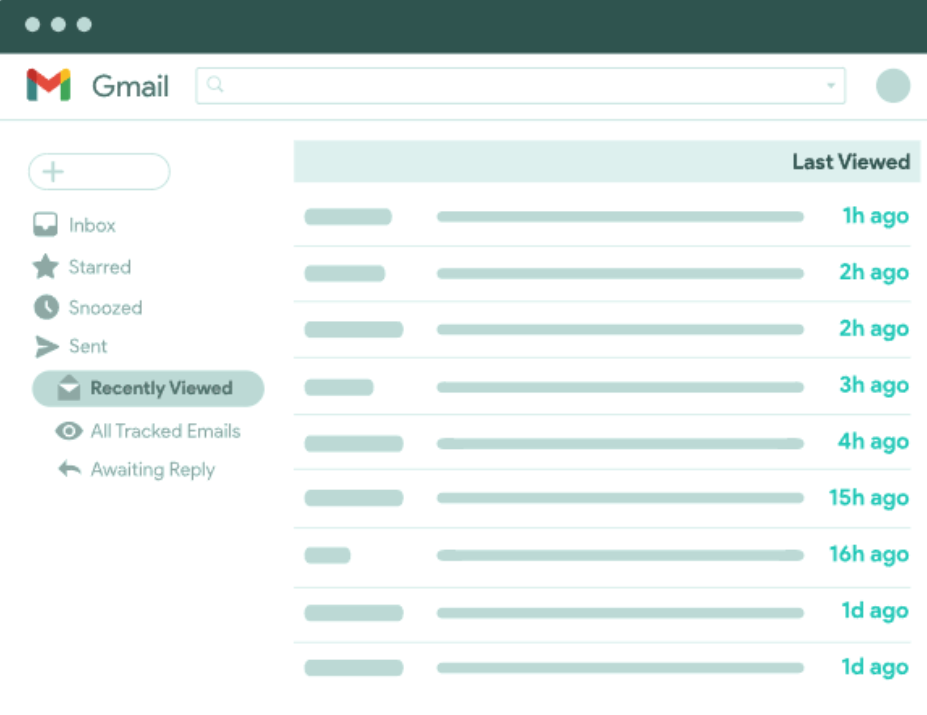 Gmail
Last Viewed
Inbox
Starred
Snoozed
Sent
Recently Viewed
All Tracked Emails
Awaiting Reply
1h ago
2h ago
2h ago
3h ago
4h ago
15h ago
16h ago
1d ago
1d ago